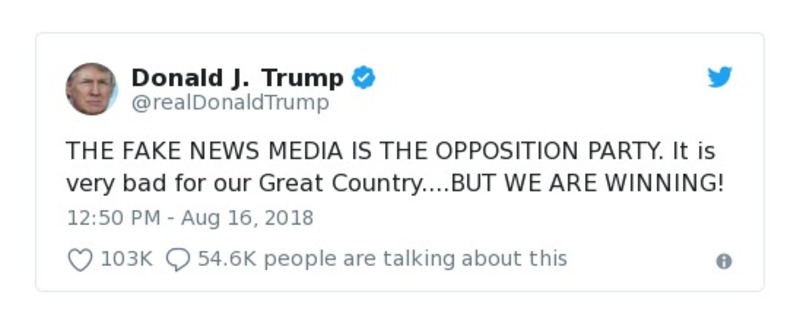 Donald J. Trump
@realDonaldTrump
THE FAKE NEWS MEDIA IS THE OPPOSITION PARTY. It is
very bad for our Great Country....BUT WE ARE WINNING!
12:50 PM - Aug 16, 2018
103K 54.6K people are talking about this